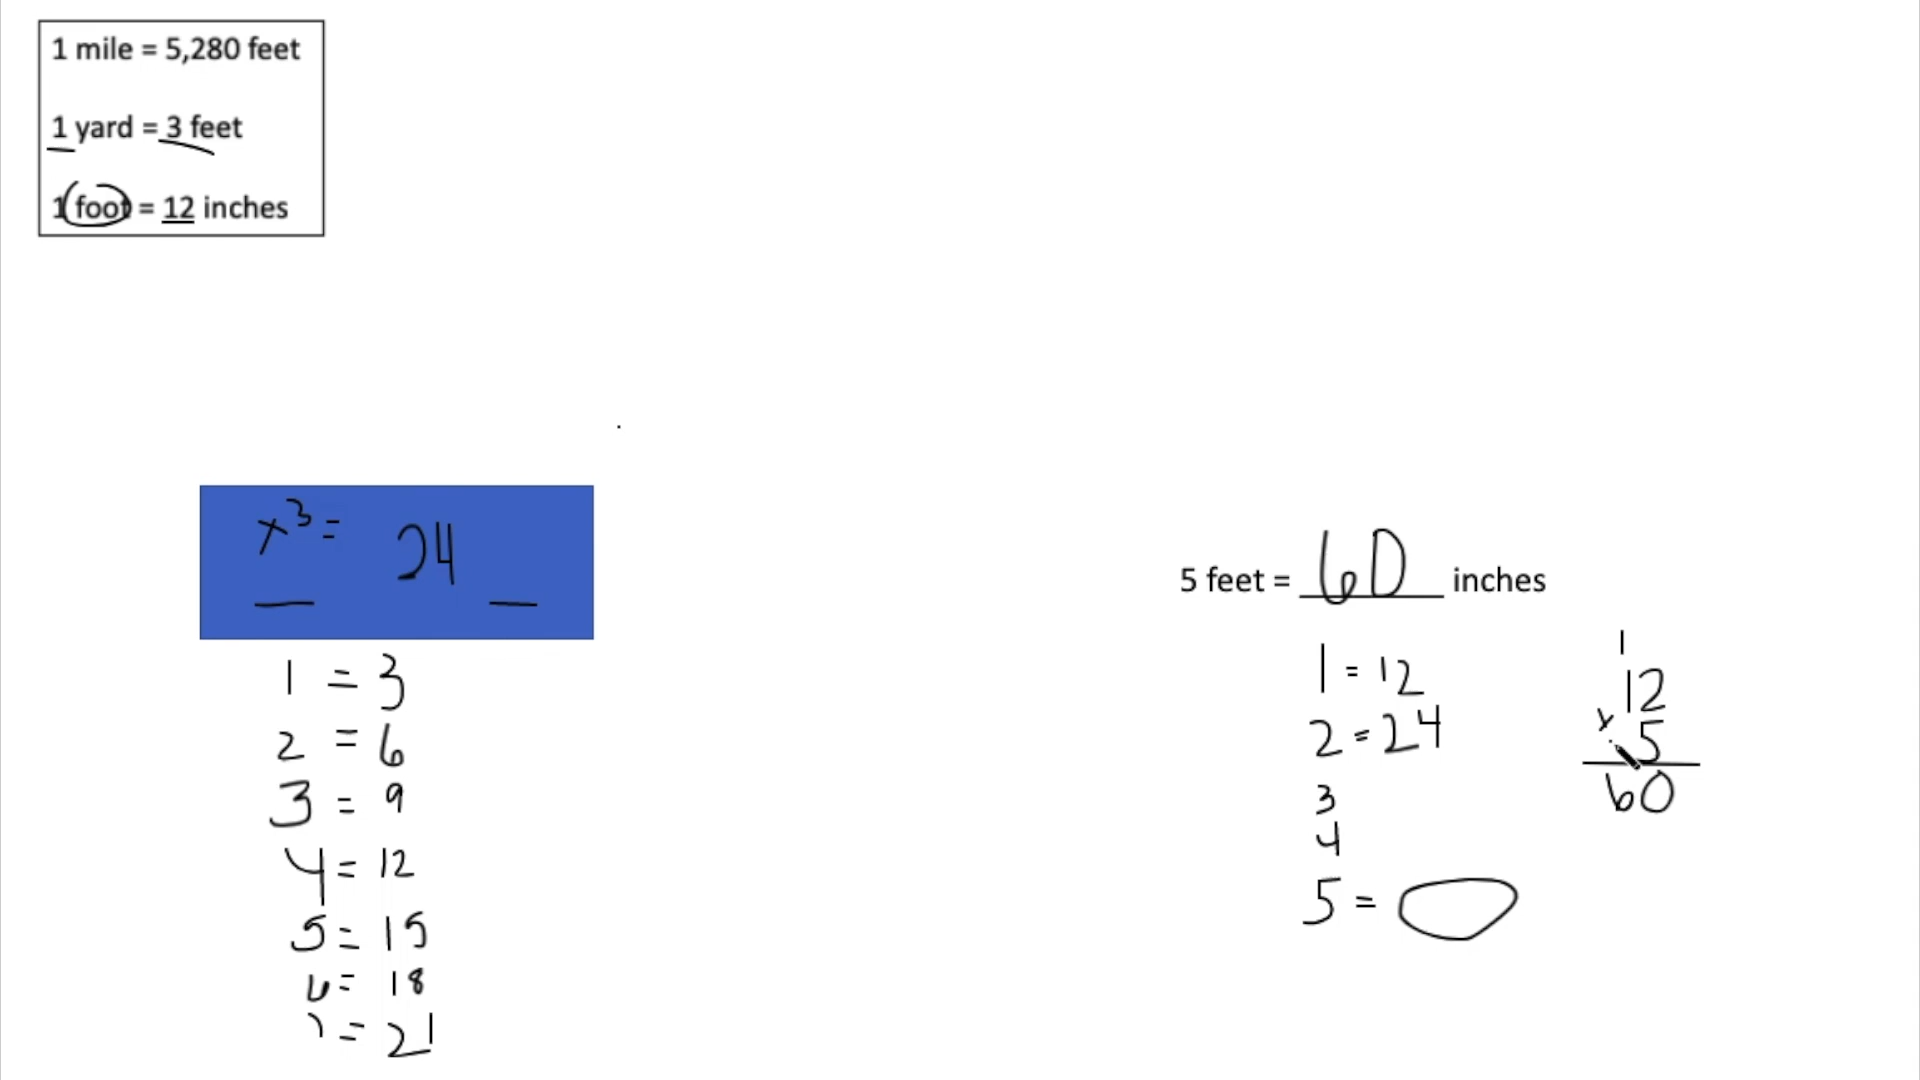 1 mile = 5,280 feet
1 yard = 3 feet
1 foot = 12 inches
x3 =
24
1 = 3
2 = 6
3 = 9
4 = 12
5 = 15
= 18
= 21
5 feet = 60 inches
1 = 12
2 = 24
3
4
5 =
1
12
x 5
60